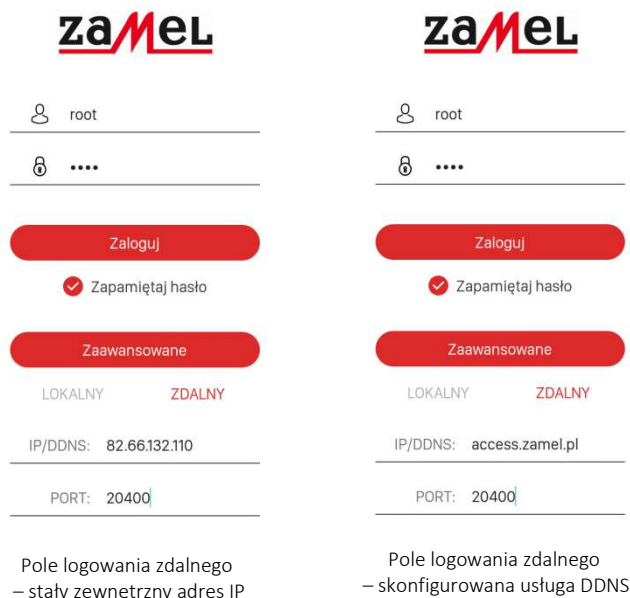 zaMeL
root
••••
Zaloguj
Zapamiętaj hasło
Zaawansowane
LOKALNY ZDALNY
IP/DDNS: 82.66.132.110
PORT: 20400
Pole logowania zdalnego
– stały zewnętrzny adres IP
zaMeL
root
••••
Zaloguj
Zapamiętaj hasło
Zaawansowane
LOKALNY ZDALNY
IP/DDNS: access.zamel.pl
PORT: 20400
Pole logowania zdalnego
– skonfigurowana usługa DDNS